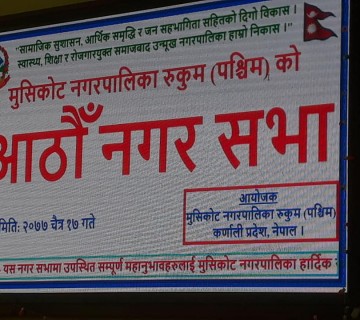 "सामाजिक सुशासन, आर्थिक समृद्धि र जन सहभागिता सहितको दिगो विकास ।
स्वास्थ्य, शिक्षा र रोजगारयुक्त समाजवाद उन्मूख नगरपालिका हाम्रो निकास ।"
मुसिकोट नगरपालिका रुकुम (पश्चिम) को
आठौँ नगर सभा
मिति: २०७७ चैत्र १७ गते
आयोजक
मुसिकोट नगरपालिका रुकुम (पश्चिम)
कर्णाली प्रदेश, नेपाल ।
यस नगर सभामा उपस्थित सम्पूर्ण महानुभावहरुलाई मुसिकोट नगरपालिका हार्दिक